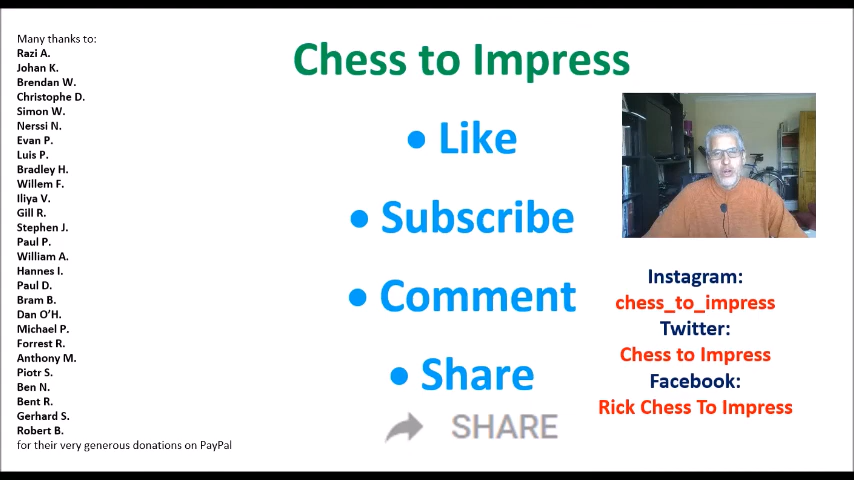 Many thanks to:
Razi A.
Johan K.
Brendan W.
Christophe D.
Simon W.
Nerssi N.
Evan P.
Luis P.
Bradley H.
Willem F.
Iliya V.
Gill R.
Stephen J.
Paul P.
William A.
Hannes I.
Paul D.
Bram B.
Dan O'H.
Michael P.
Forrest R.
Anthony M.
Piotr S.
Ben N.
Bent R.
Gerhard S.
Robert B.
for their very generous donations on PayPal
Chess to Impress
• Like
• Subscribe
• Comment
• Share
SHARE
Instagram:
chess_to_impress
Twitter:
Chess to Impress
Facebook:
Rick Chess To Impress